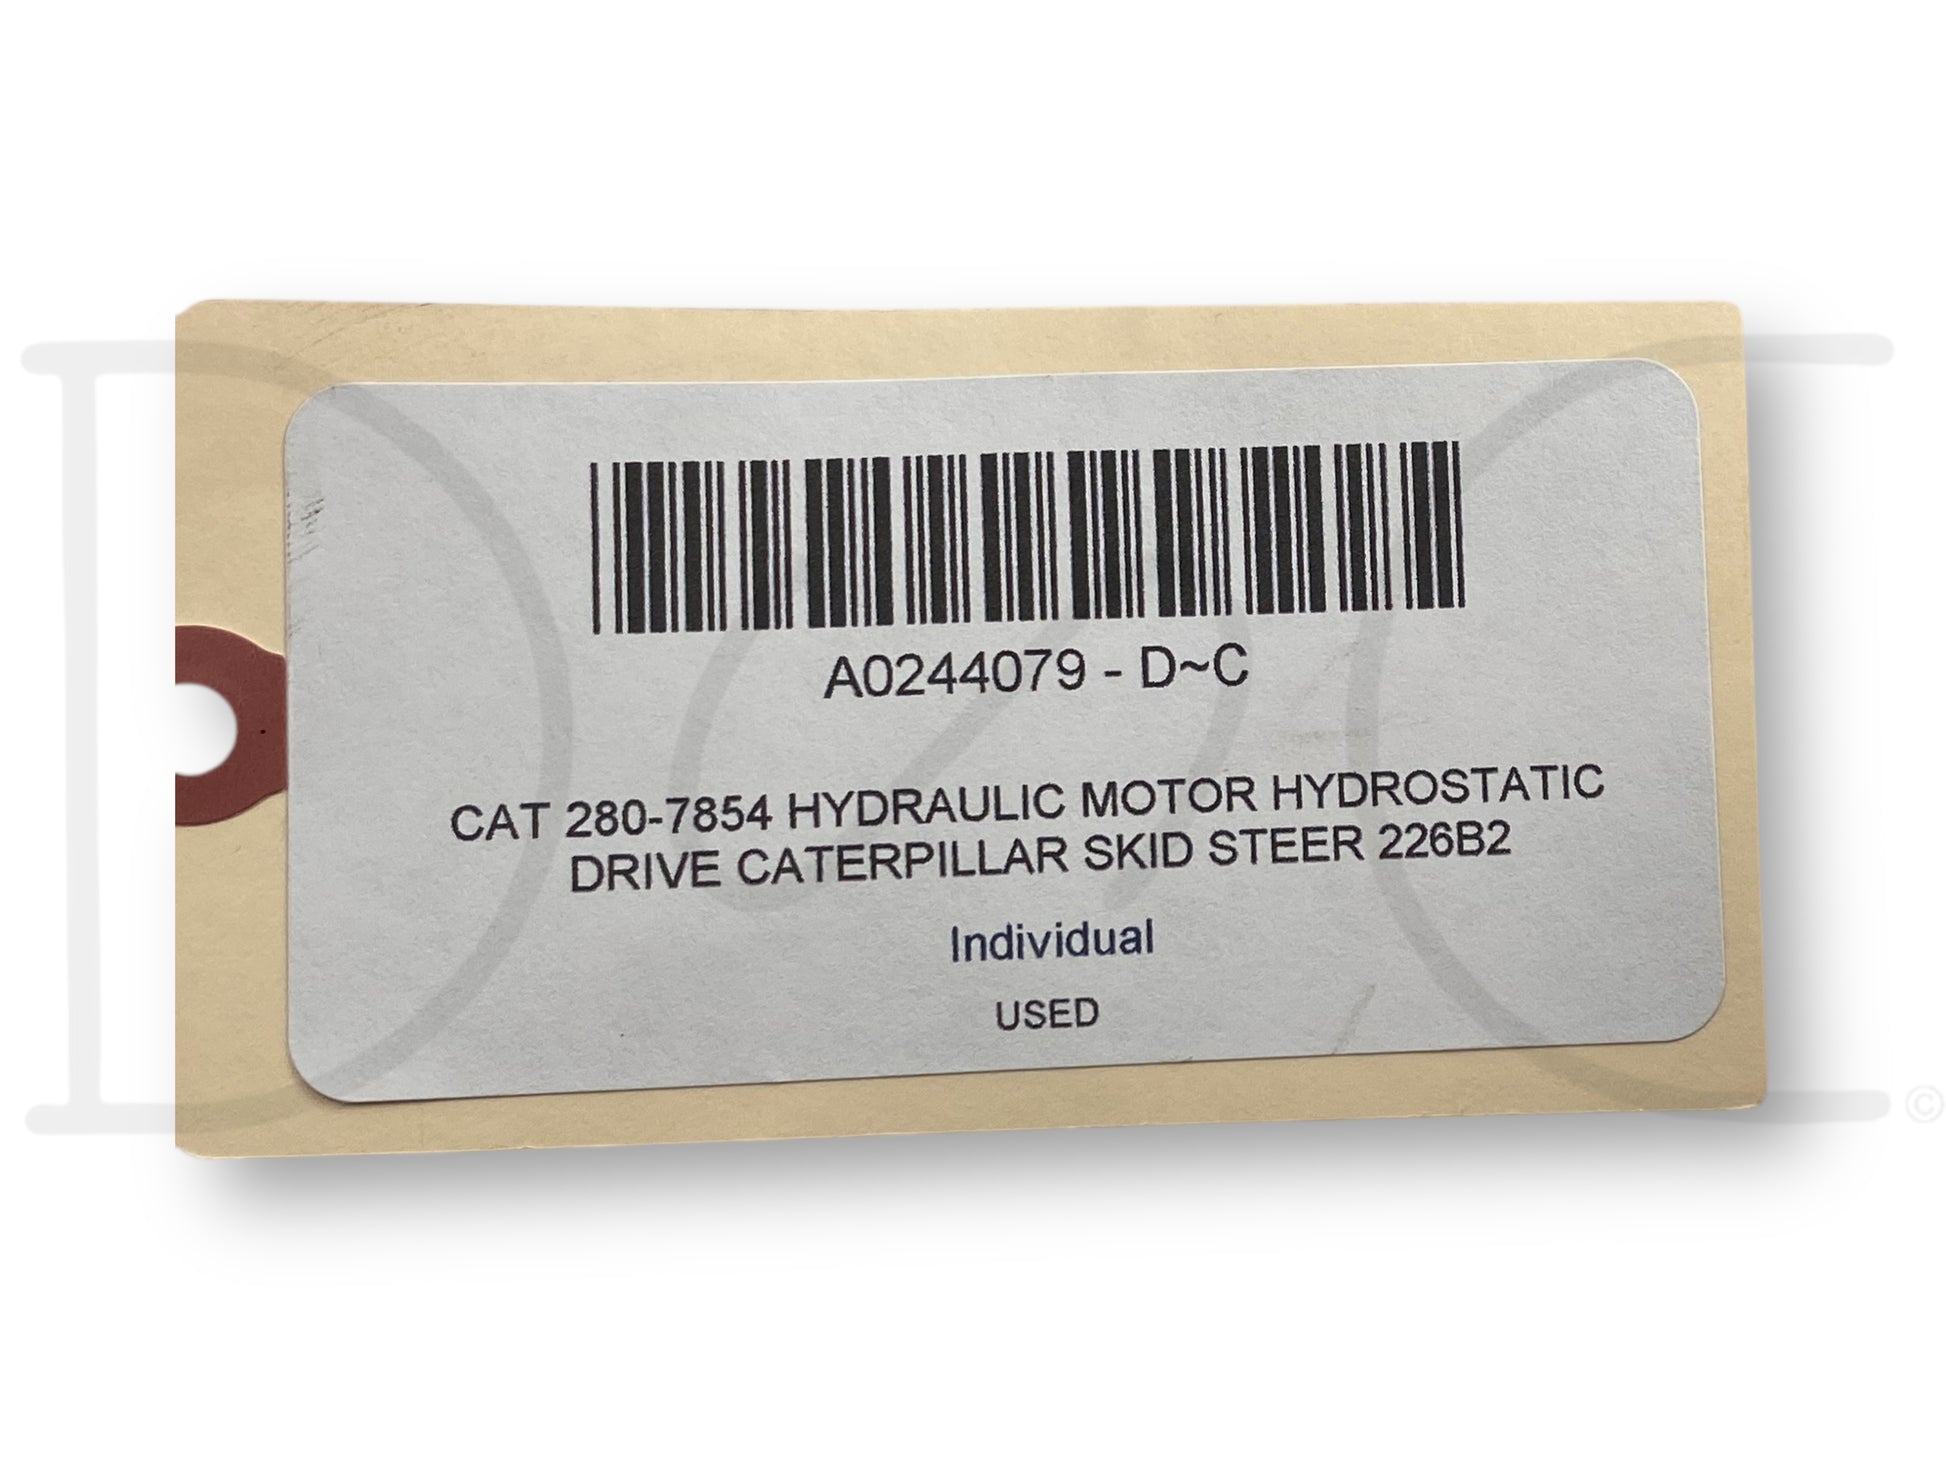 A0244079 - D~C
CAT 280-7854 HYDRAULIC MOTOR HYDROSTATIC
DRIVE CATERPILLAR SKID STEER 226B2
Individual
USED
D
C
©